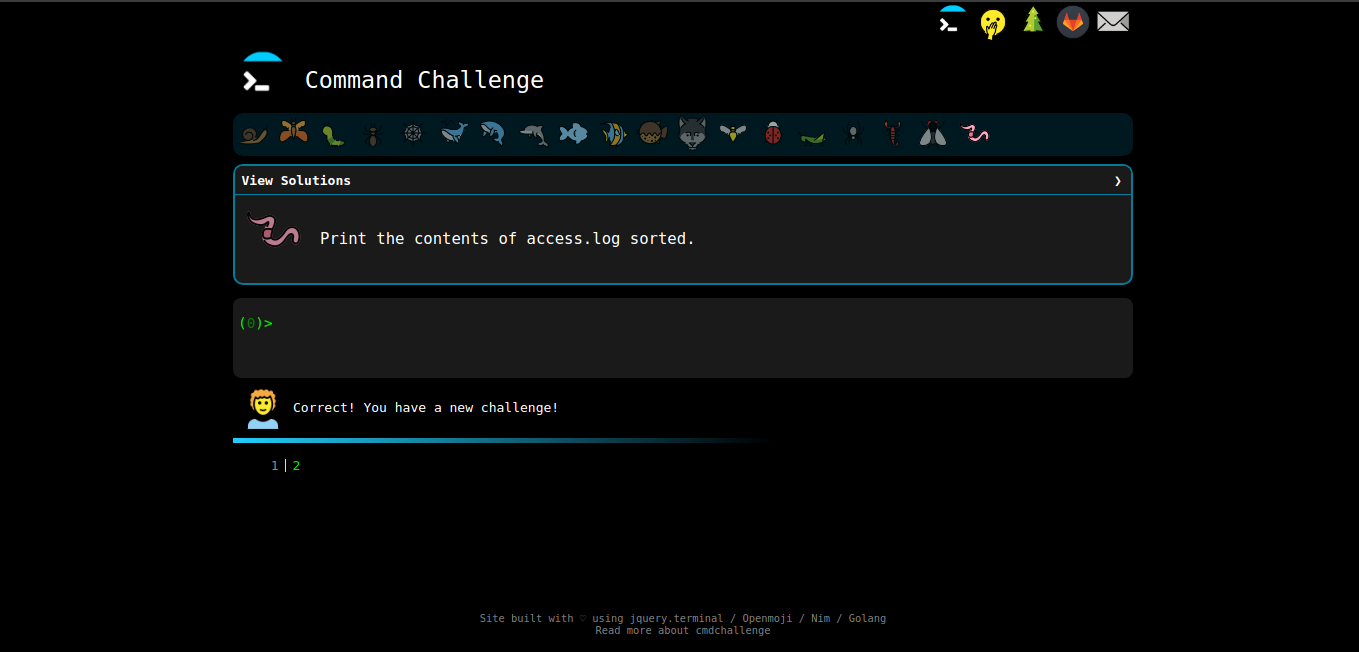 Command Challenge
View Solutions ❯
Print the contents of access.log sorted.
(0)>
Correct! You have a new challenge!
1 2
Site built with ♡ using jquery.terminal / Openmoji / Nim / Golang
Read more about cmdchallenge